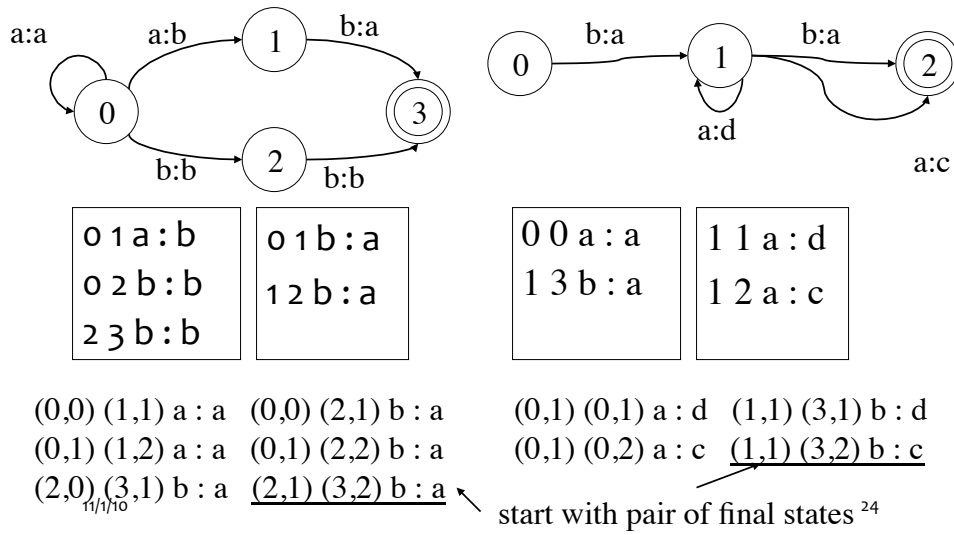 a:a
a:b
1
b:a
0
3
b:b
2
b:b
0
b:a
1
b:a
2
a:d
a:c
0 1 a : b
0 2 b : b
2 3 b : b
0 1 b : a
1 2 b : a
0 0 a : a
1 3 b : a
1 1 a : d
1 2 a : c
(0,0) (1,1) a : a (0,0) (2,1) b : a
(0,1) (1,2) a : a (0,1) (2,2) b : a
(2,0) (3,1) b : a (2,1) (3,2) b : a
(0,1) (0,1) a : d (1,1) (3,1) b : d
(0,1) (0,2) a : c (1,1) (3,2) b : c
11/1/10
start with pair of final states 24